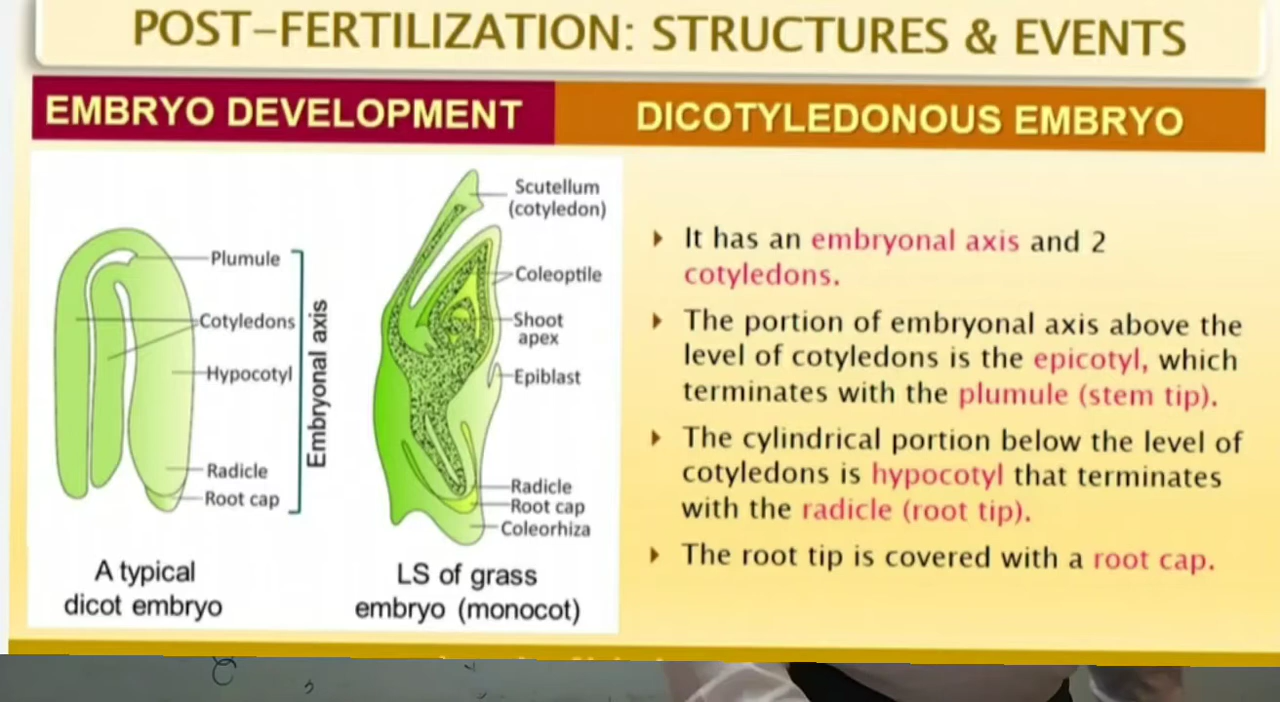 POST–FERTILIZATION: STRUCTURES & EVENTS
EMBRYO DEVELOPMENT
DICOTYLEDONOUS EMBRYO
Plumule
Cotyledons
Hypocotyl
Radicle
Root cap
Embryonal axis
A typical
dicot embryo
Scutellum
(cotyledon)
Coleoptile
Shoot
apex
Epiblast
Radicle
Root cap
Coleorhiza
LS of grass
embryo (monocot)
It has an embryonal axis and 2
cotyledons.
The portion of embryonal axis above the
level of cotyledons is the epicotyl, which
terminates with the plumule (stem tip).
The cylindrical portion below the level of
cotyledons is hypocotyl that terminates
with the radicle (root tip).
The root tip is covered with a root cap.